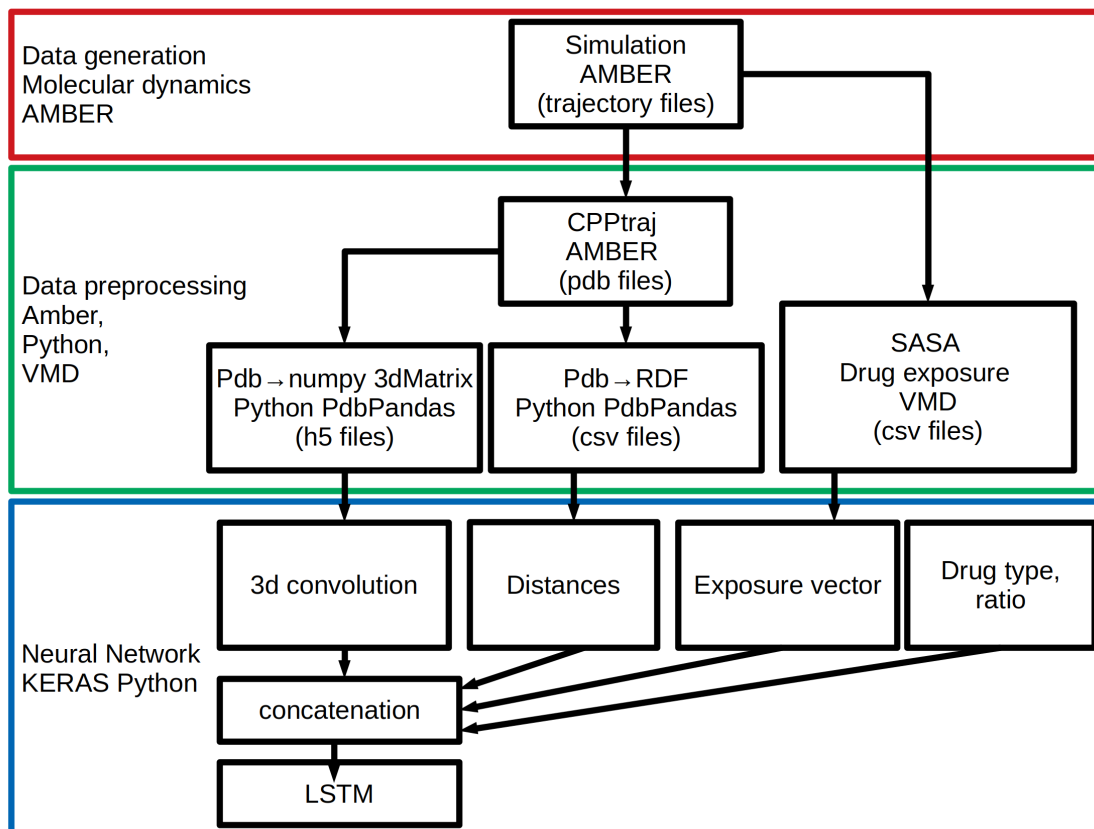 Data generation
Molecular dynamics
AMBER
Simulation
AMBER
(trajectory files)
Data preprocessing
Amber,
Python,
VMD
CPPtraj
AMBER
(pdb files)
Pdb→numpy 3dMatrix
Python PdbPandas
(h5 files)
Pdb→RDF
Python PdbPandas
(csv files)
SASA
Drug exposure
VMD
(csv files)
Neural Network
KERAS Python
3d convolution
Distances
Exposure vector
Drug type,
ratio
concatenation
LSTM